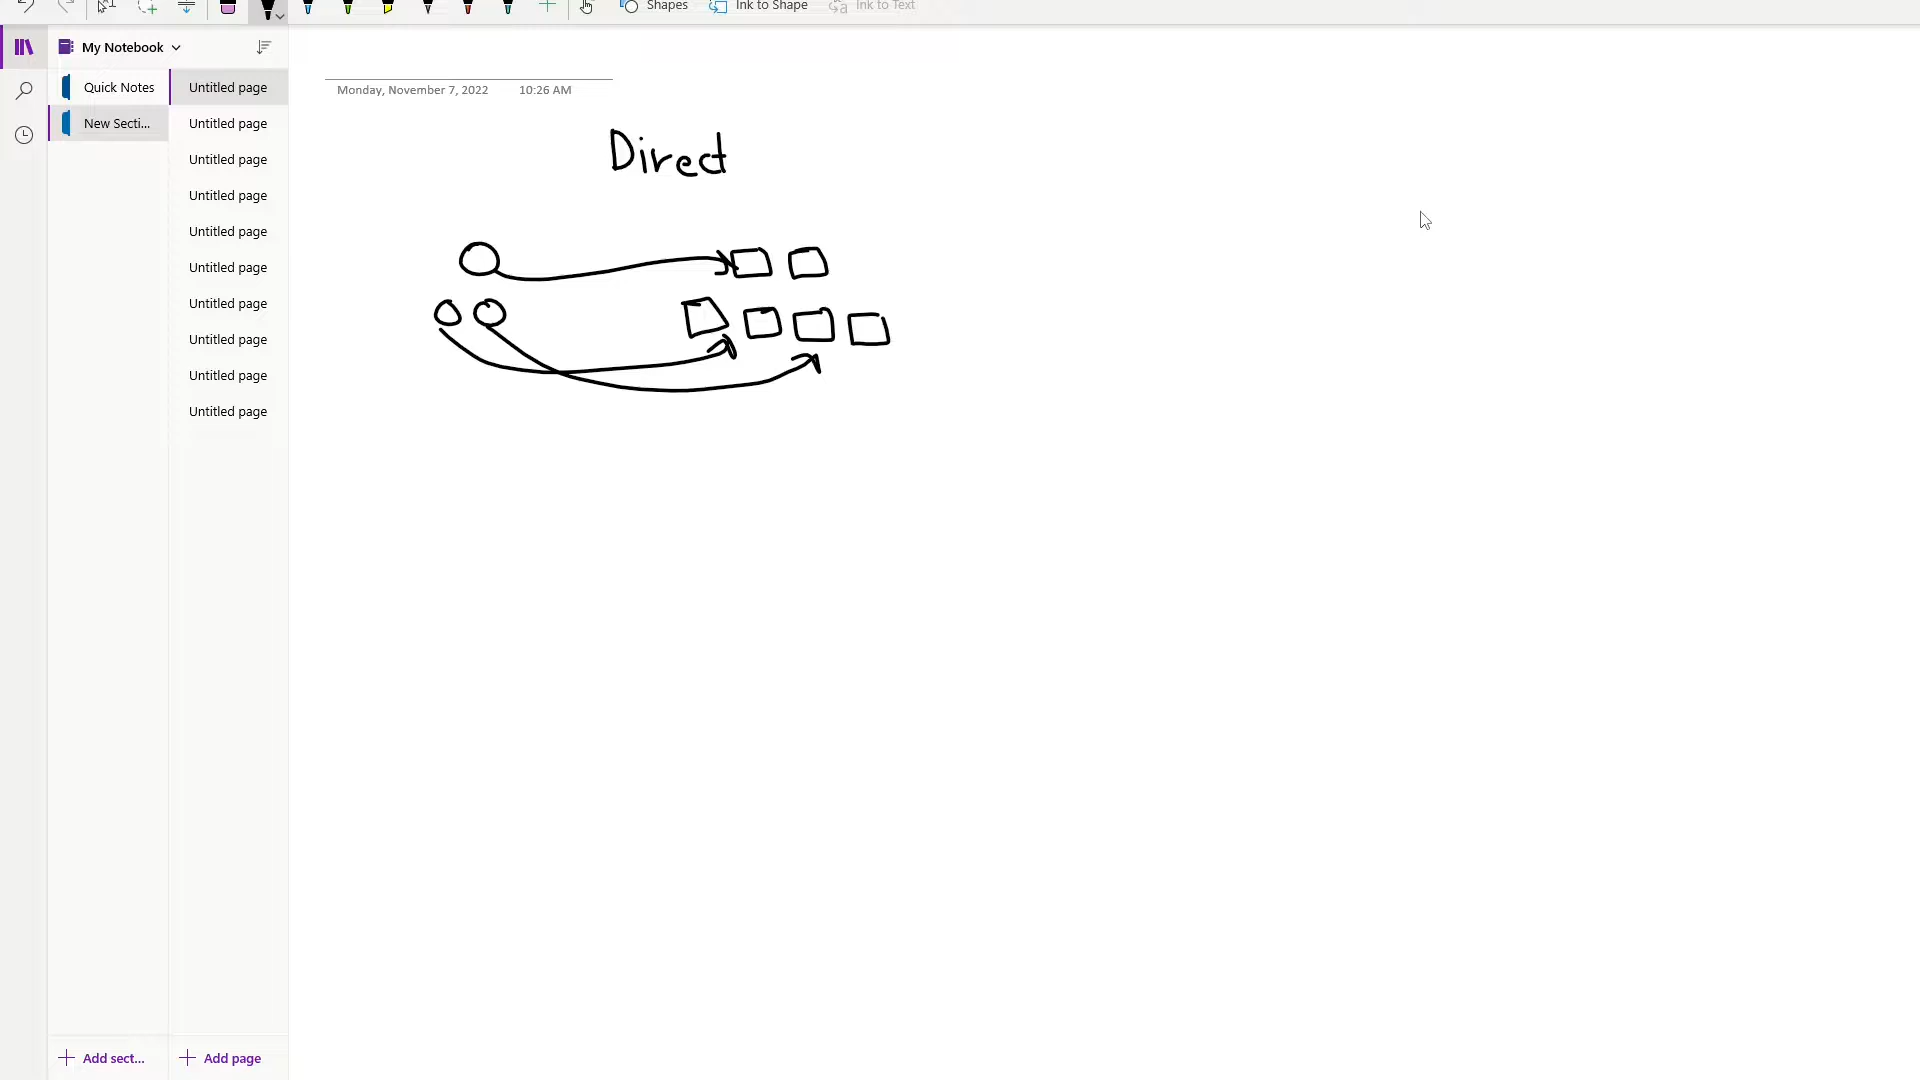 Shapes
Ink to Shape
Ink to Text
My Notebook
Quick Notes
New Secti...
Untitled page
Untitled page
Untitled page
Untitled page
Untitled page
Untitled page
Untitled page
Untitled page
Untitled page
Untitled page
Monday, November 7, 2022 10:26 AM
Direct
Add sect...
Add page